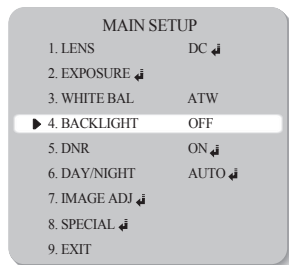 MAIN SETUP
1. LENS DC ↲
2. EXPOSURE ↲
3. WHITE BAL ATW
▶ 4. BACKLIGHT OFF
5. DNR ON ↲
6. DAY/NIGHT AUTO ↲
7. IMAGE ADJ ↲
8. SPECIAL ↲
9. EXIT